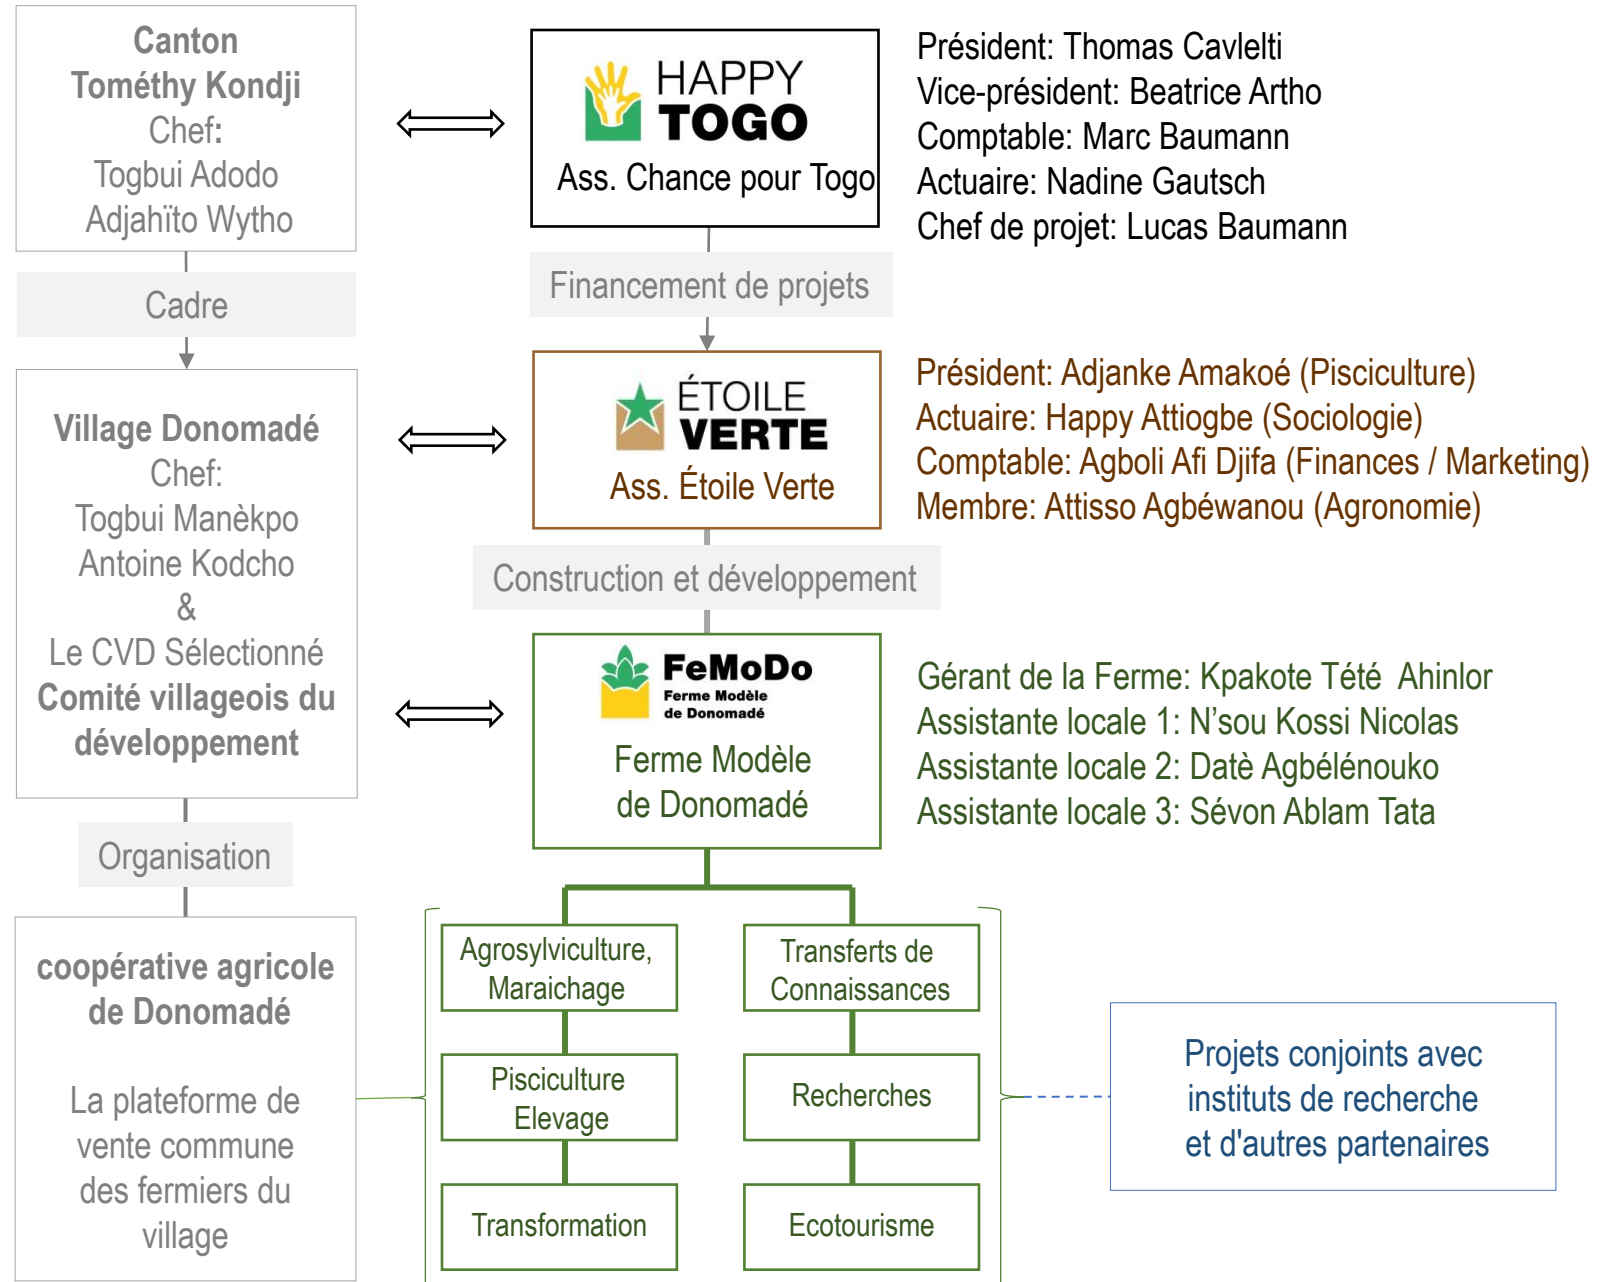 Canton
Tométhy Kondji
Chef:
Togbui Adodo
Adjahïto Wytho
HAPPY
TOGO
Ass. Chance pour Togo
Président: Thomas Cavlelti
Vice-président: Beatrice Artho
Comptable: Marc Baumann
Actuaire: Nadine Gautsch
Chef de projet: Lucas Baumann
Cadre
Financement de projets
Village Donomadé
Chef:
Togbui Manèkpo
Antoine Kodcho
&
Le CVD Sélectionné
Comité villageois du
développement
ÉTOILE
VERTE
Ass. Étoile Verte
Président: Adjanke Amakoé (Pisciculture)
Actuaire: Happy Attiogbe (Sociologie)
Comptable: Agboli Afi Djifa (Finances / Marketing)
Membre: Attisso Agbéwanou (Agronomie)
Construction et développement
FeMoDo
Ferme Modèle
de Donomadé
Ferme Modèle
de Donomadé
Gérant de la Ferme: Kpakote Tété  Ahinlor
Assistante locale 1: N’sou Kossi Nicolas
Assistante locale 2: Datè Agbélénouko
Assistante locale 3: Sévon Ablam Tata
Organisation
coopérative agricole
de Donomadé
La plateforme de
vente commune
des fermiers du
village
Agrosylviculture,
Maraichage
Transferts de
Connaissances
Pisciculture
Elevage
Recherches
Transformation
Ecotourisme
Projets conjoints avec
instituts de recherche
et d'autres partenaires